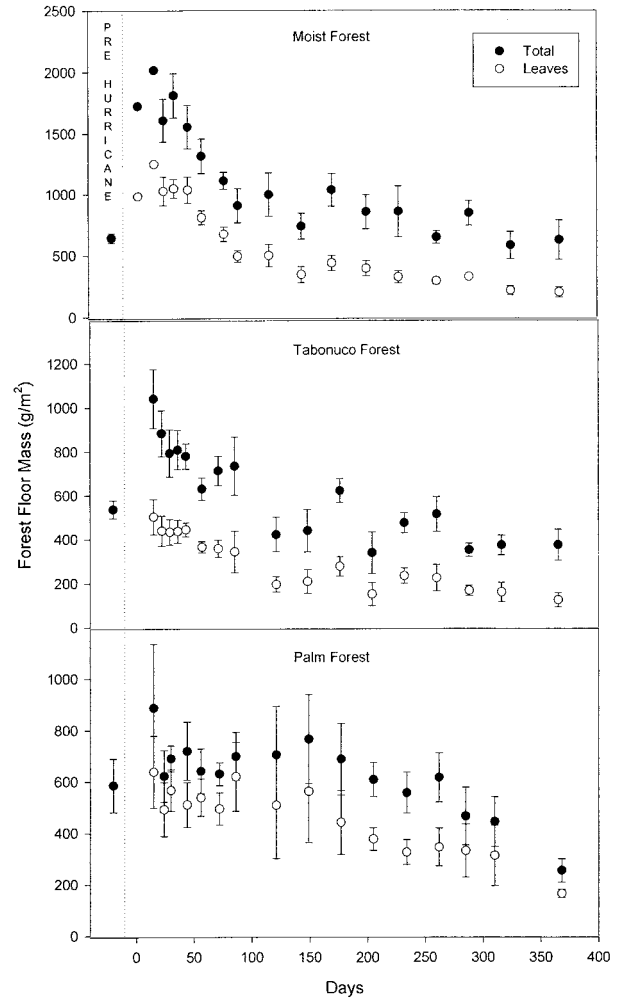 2500
2000
1500
1000
500
0
PRE HURRICANE
Moist Forest
Total
Leaves
1200
1000
800
600
400
200
0
Tabonuco Forest
Forest Floor Mass (g/m²)
1000
800
600
400
200
0
Palm Forest
0 50 100 150 200 250 300 350 400
Days